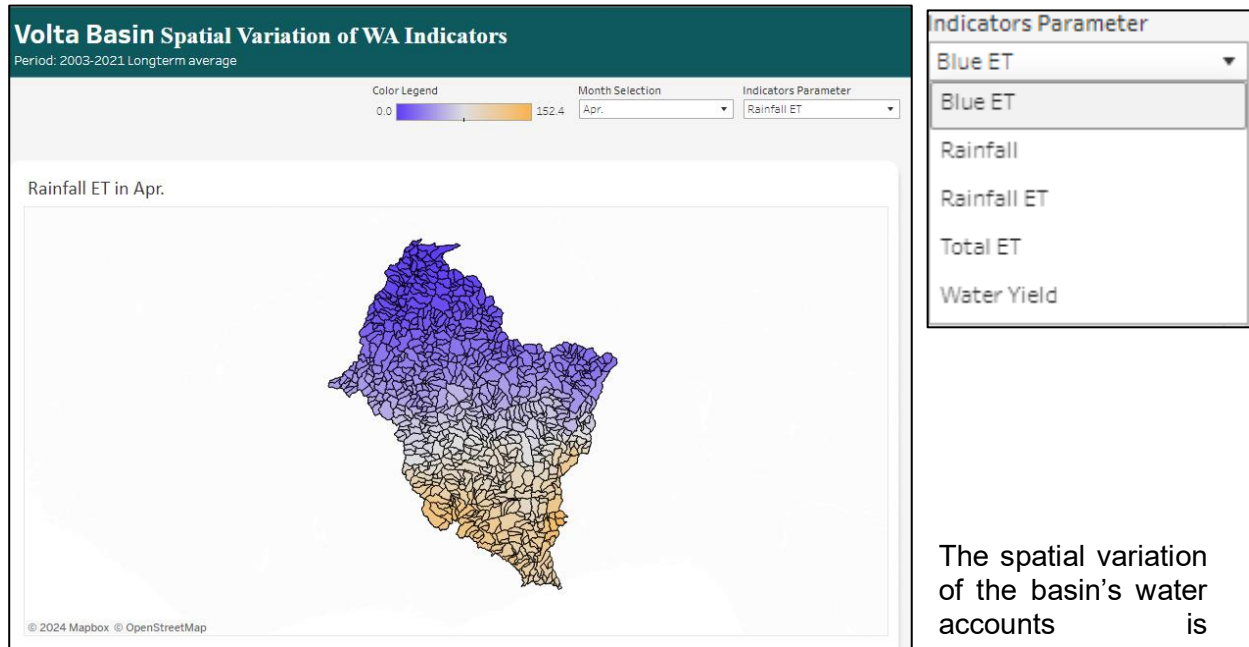 Volta Basin Spatial Variation of WA Indicators
Period: 2003-2021 Longterm average
Color Legend
0.0
152.4
Month Selection
Apr.
Indicators Parameter
Rainfall ET
Rainfall ET in Apr.
© 2024 Mapbox © OpenStreetMap
Indicators Parameter
Blue ET
Blue ET
Rainfall
Rainfall ET
Total ET
Water Yield
The spatial variation
of the basin’s water
accounts is